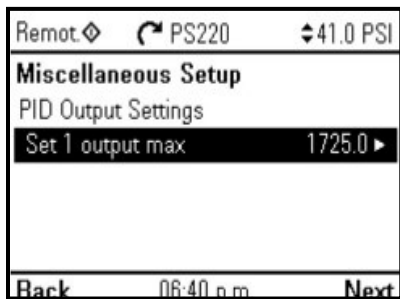 Remot. PS220 41.0 PSI
Miscellaneous Setup
PID Output Settings
Set 1 output max 1725.0
Back 06:40 p.m. Next